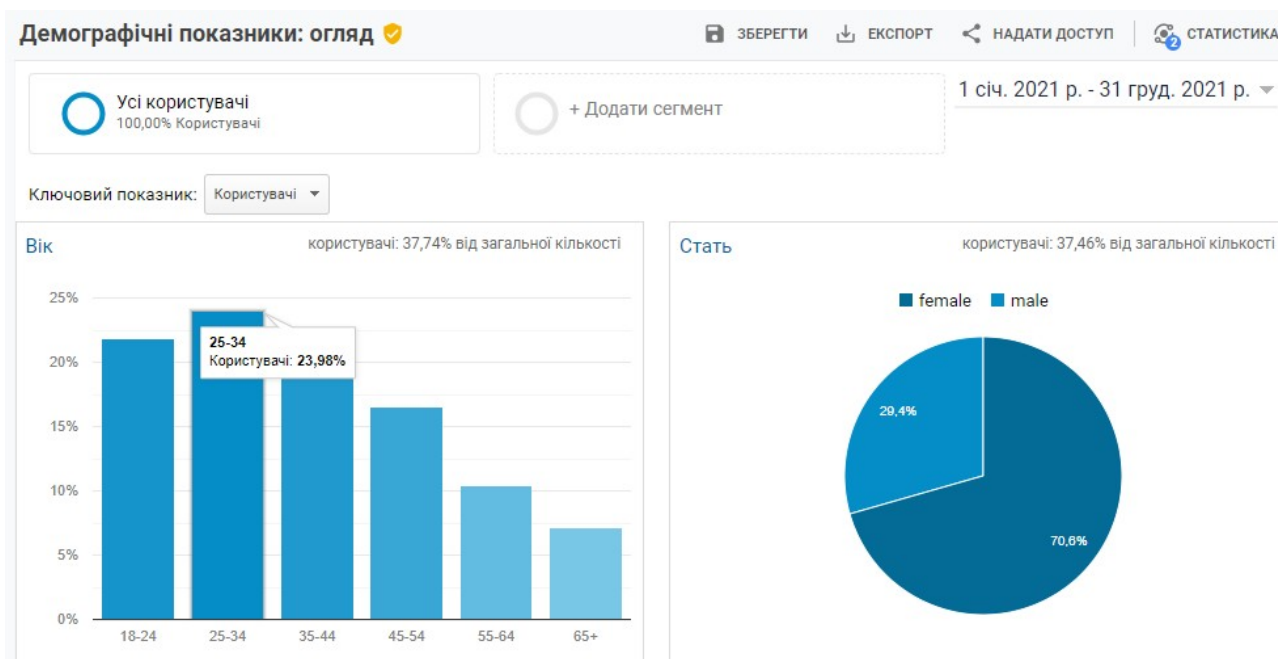 Демографічні показники: огляд
ЗБЕРЕГТИ
ЕКСПОРТ
НАДАТИ ДОСТУП
2
СТАТИСТИКА
Усі користувачі
100,00% Користувачі
+ Додати сегмент
1 січ. 2021 р. - 31 груд. 2021 р.
Ключовий показник: Користувачі
Вік
користувачі: 37,74% від загальної кількості
25%
20%
15%
10%
5%
0%
25-34
Користувачі: 23,98%
18-24 25-34 35-44 45-54 55-64 65+
Стать
користувачі: 37,46% від загальної кількості
female male
29,4%
70,6%